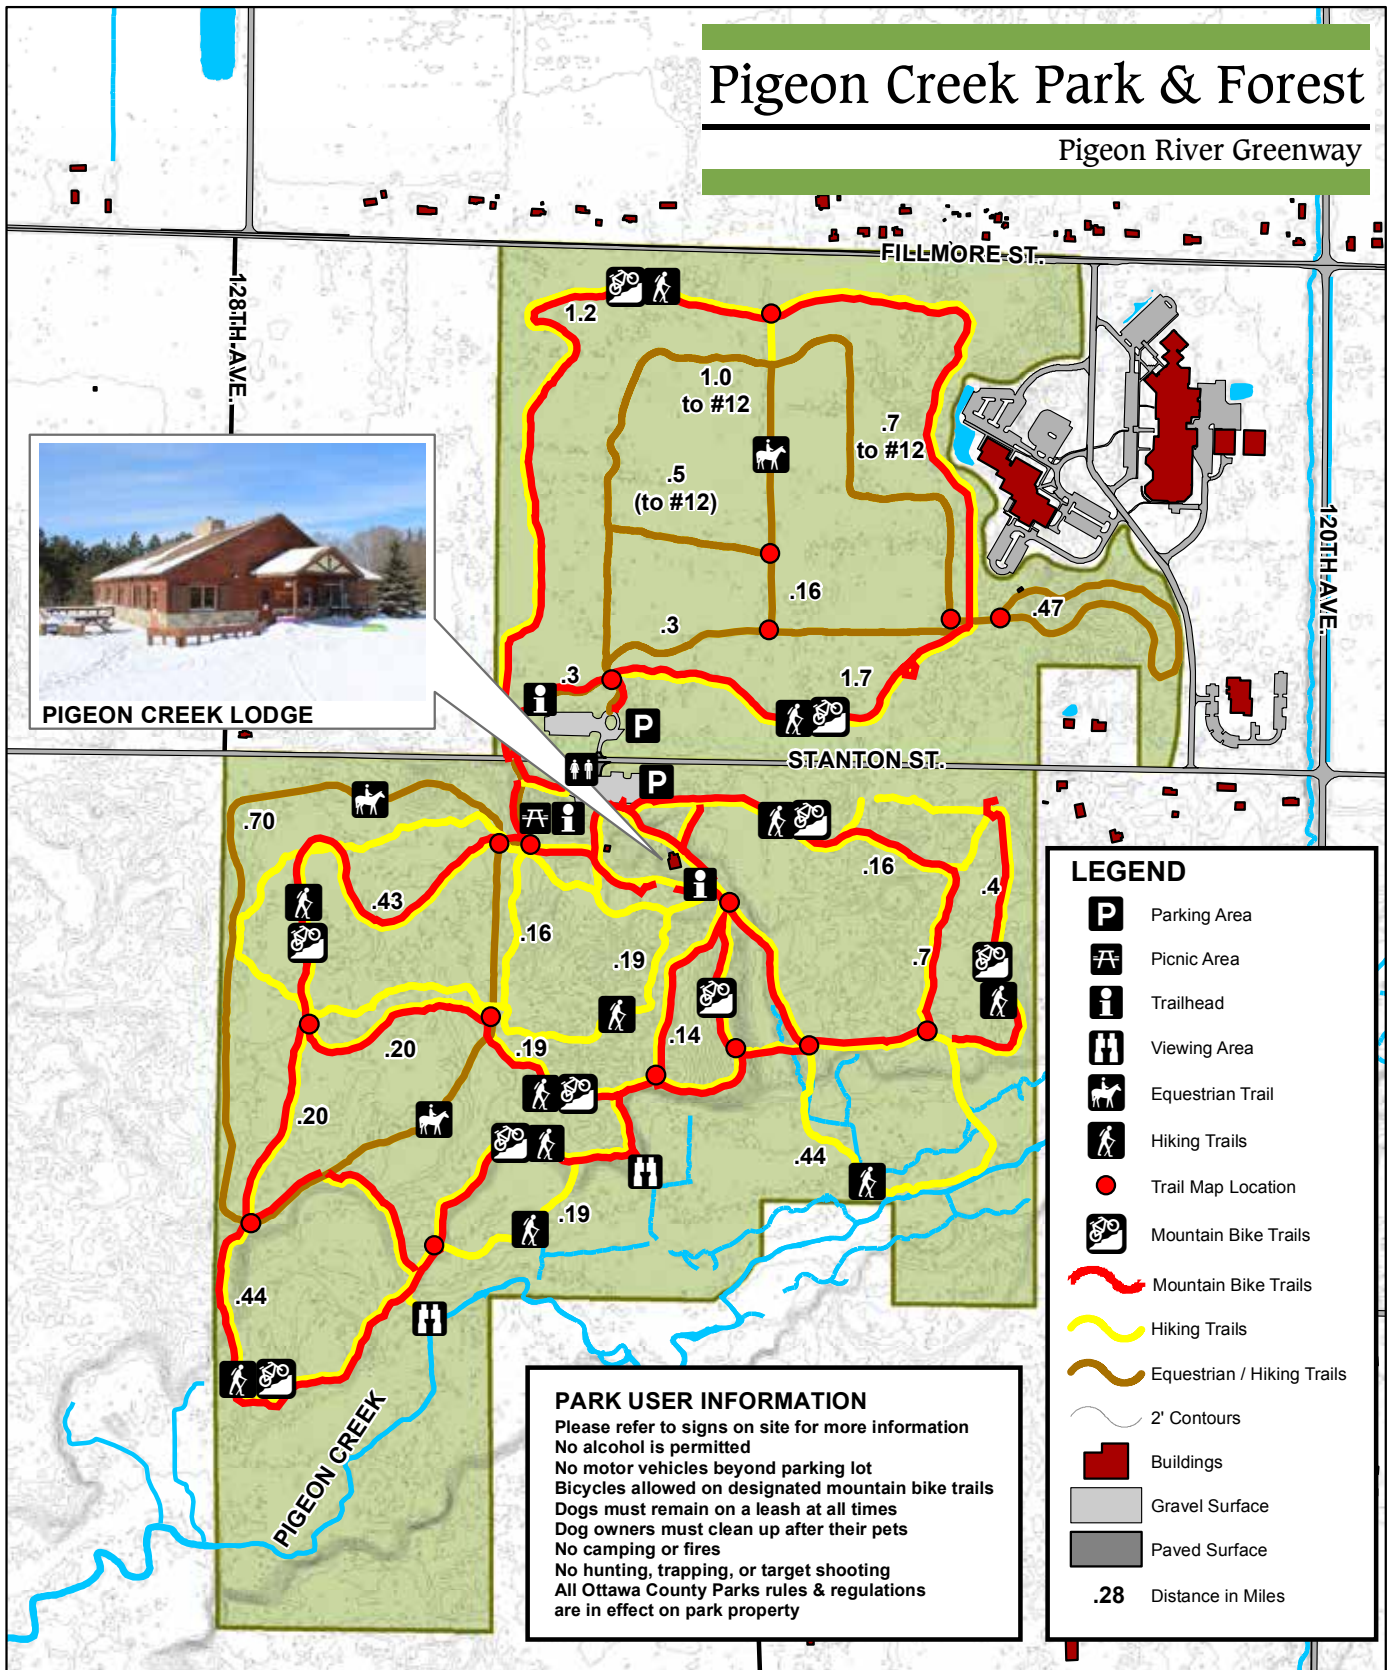 Pigeon Creek Park & Forest
Pigeon River Greenway
FILLMORE ST.
128TH AVE.
120TH AVE.
1.2
1.0
to #12
.7
to #12
.5
(to #12)
.16
.47
.3
.3
1.7
PIGEON CREEK LODGE
P
STANTON ST.
P
.70
.43
.16
.19
.16
.4
.7
.20
.19
.14
.20
.44
.19
.44
PIGEON CREEK
LEGEND
P Parking Area
Picnic Area
Trailhead
Viewing Area
Equestrian Trail
Hiking Trails
Trail Map Location
Mountain Bike Trails
Mountain Bike Trails
Hiking Trails
Equestrian / Hiking Trails
2' Contours
Buildings
Gravel Surface
Paved Surface
.28 Distance in Miles
PARK USER INFORMATION
Please refer to signs on site for more information
No alcohol is permitted
No motor vehicles beyond parking lot
Bicycles allowed on designated mountain bike trails
Dogs must remain on a leash at all times
Dog owners must clean up after their pets
No camping or fires
No hunting, trapping, or target shooting
All Ottawa County Parks rules & regulations
are in effect on park property